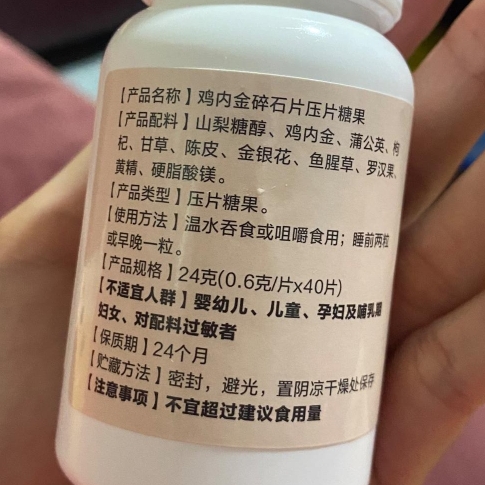 【产品名称】鸡内金碎石片压片糖果
【产品配料】山梨糖醇、鸡内金、蒲公英、枸
杞、甘草、陈皮、金银花、鱼腥草、罗汉果、
黄精、硬脂酸镁。
【产品类型】压片糖果。
【使用方法】温水吞食或咀嚼食用；睡前两粒
或早晚一粒。
【产品规格】24克(0.6克/片x40片)
【不适宜人群】婴幼儿、儿童、孕妇及哺乳期
妇女、对配料过敏者
【保质期】24个月
【贮藏方法】密封，避光，置阴凉干燥处保存
【注意事项】不宜超过建议食用量